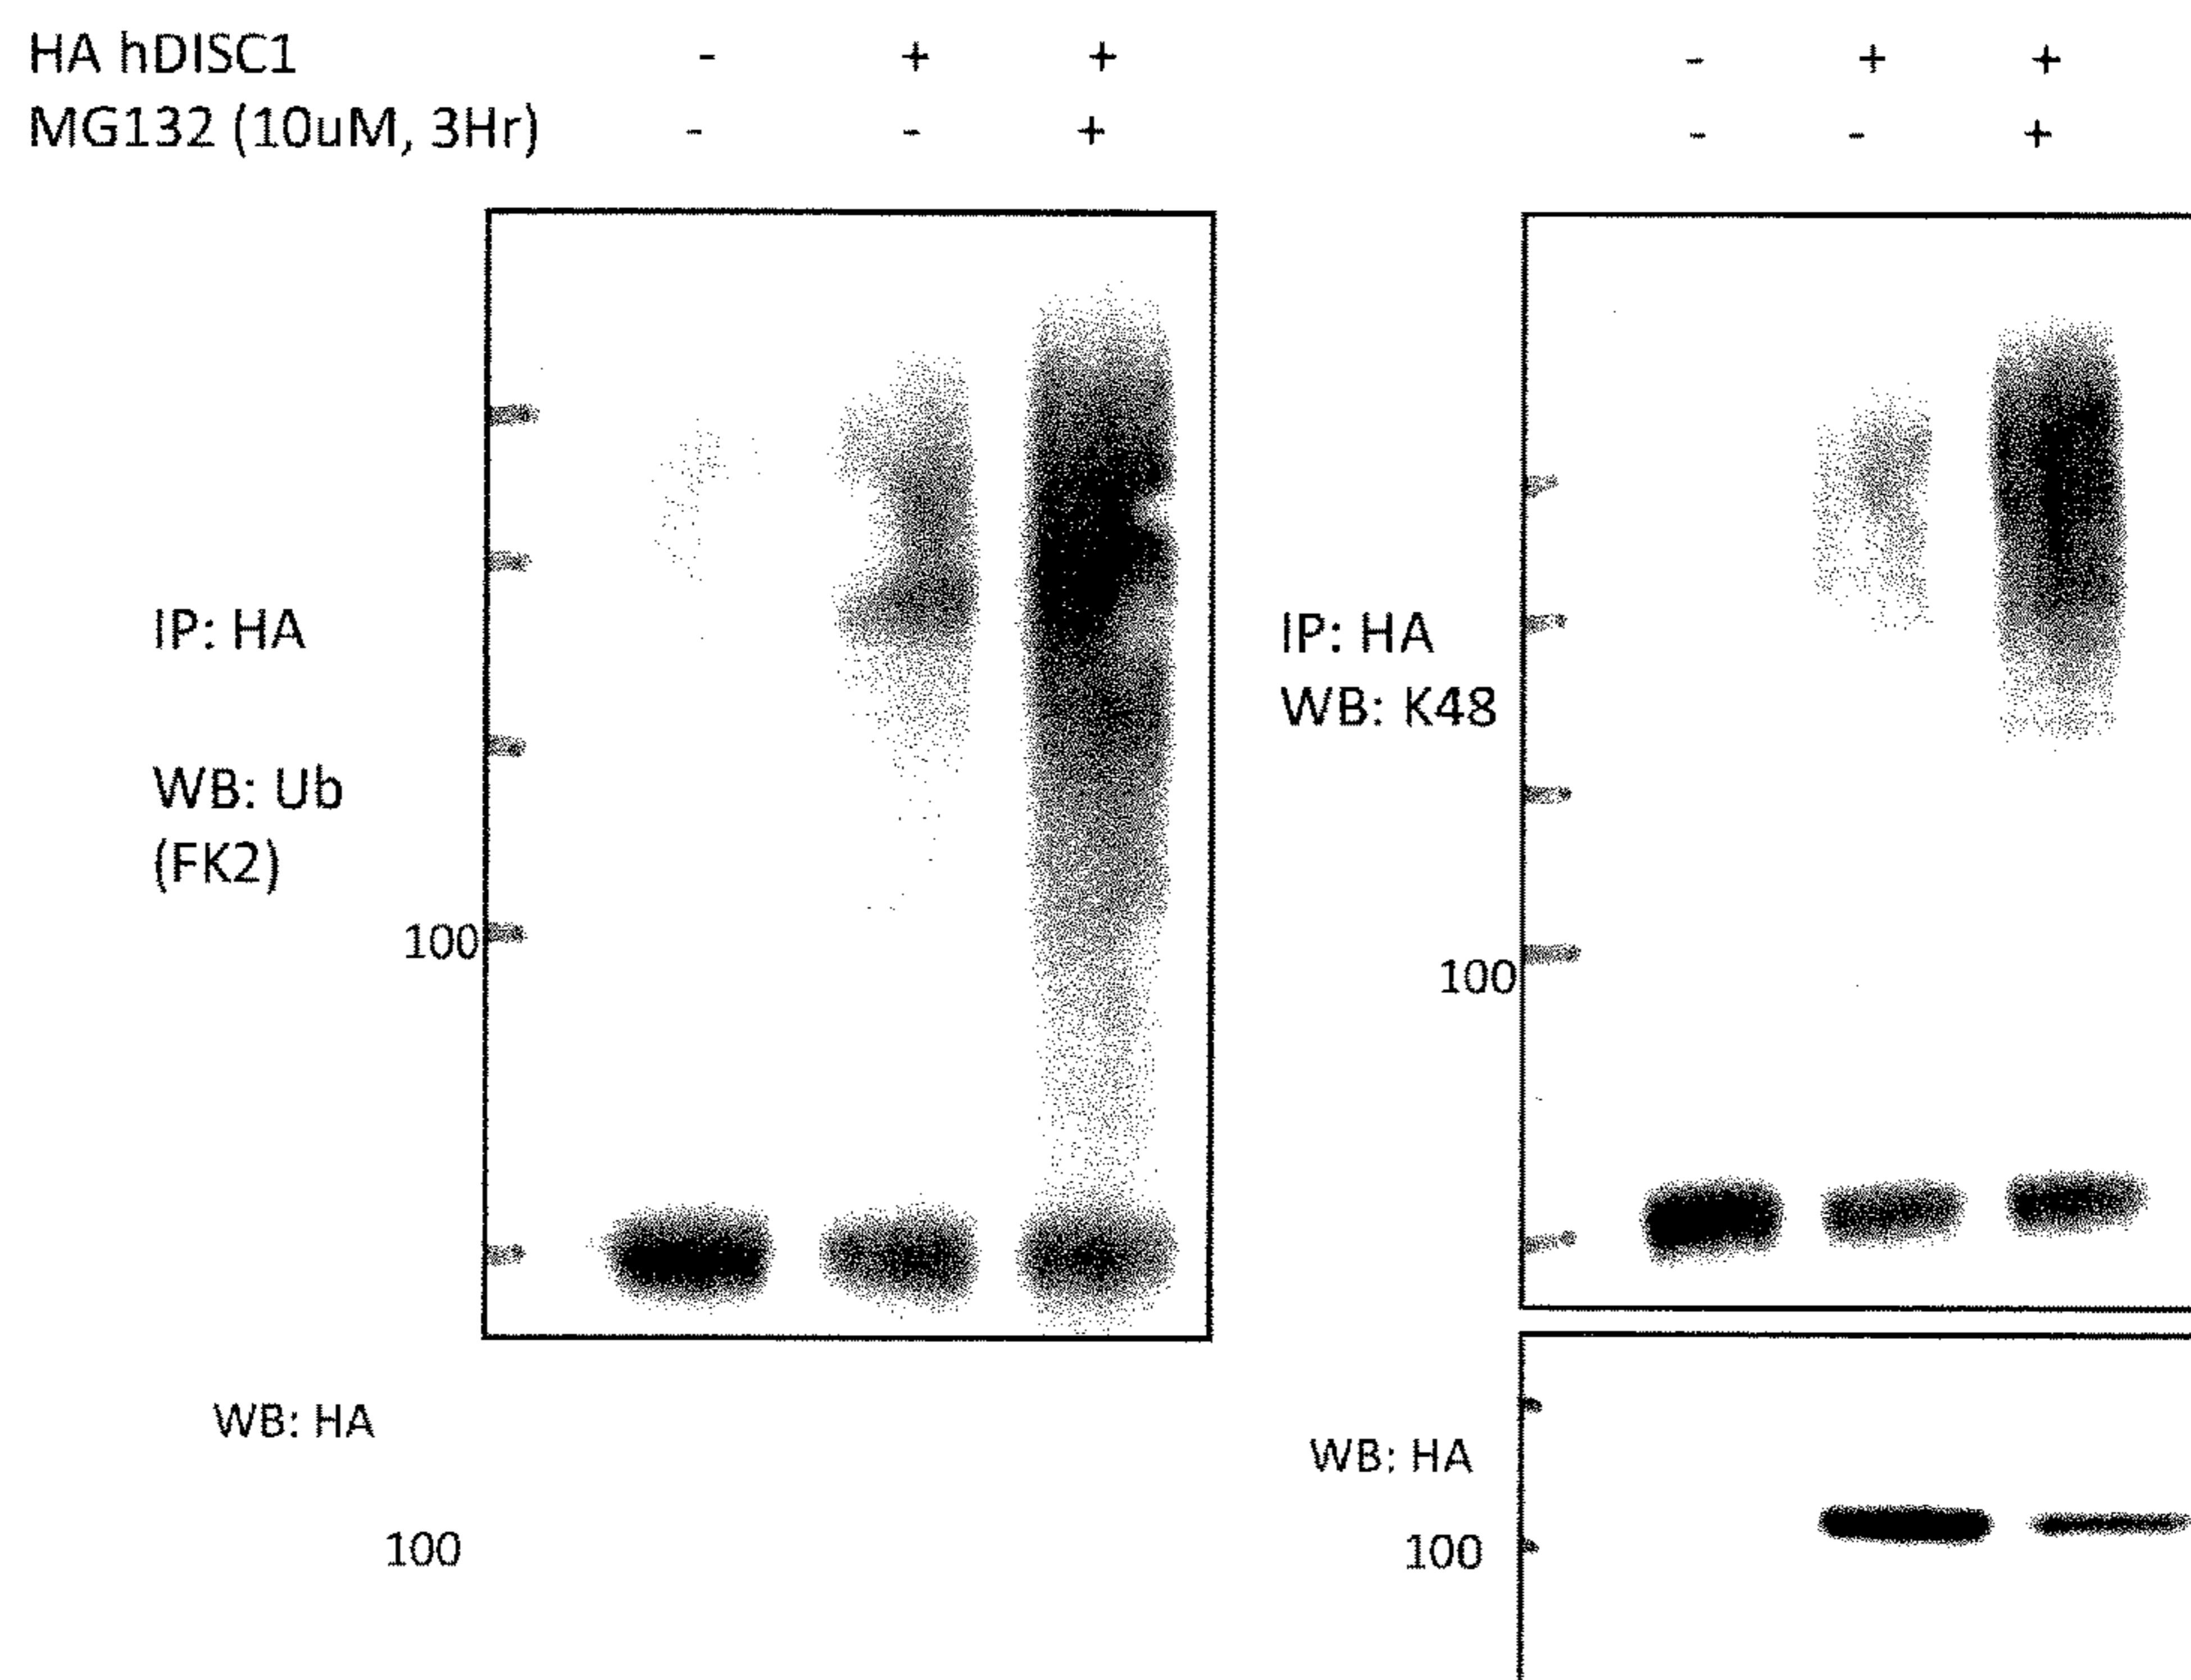 HA hDISC1 - + + - + +
MG132 (10uM, 3Hr) - - + - - +
IP: HA
WB: Ub
(FK2)
100
IP: HA
WB: K48
100
WB: HA
100
WB: HA
100